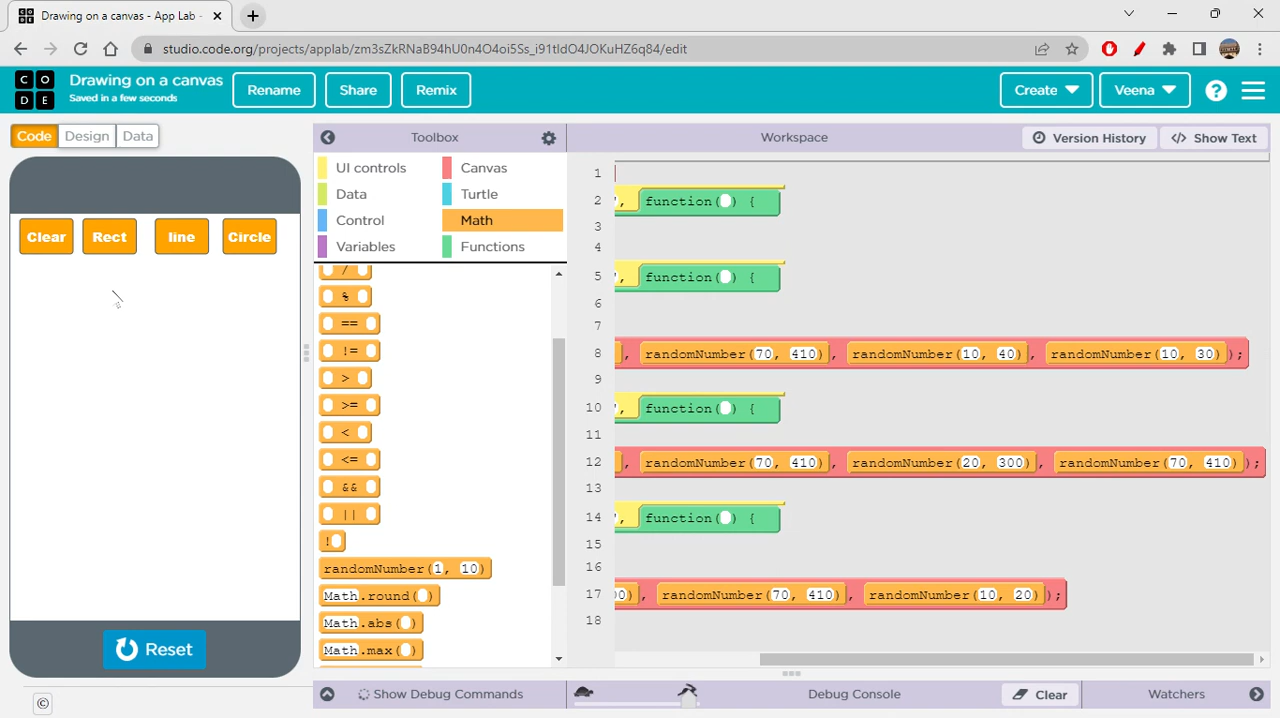 Drawing on a canvas - App Lab -
studio.code.org/projects/applab/zm3sZkRNaB94hU0n4O4oi5Ss_i91tldO4JOKuHZ6q84/edit
C O
D E
Drawing on a canvas
Saved in a few seconds
Rename
Share
Remix
Create
Veena
?
Code
Design
Data
Toolbox
Workspace
Version History
</> Show Text
Clear
Rect
line
Circle
Reset
UI controls
Canvas
Data
Turtle
Control
Math
Variables
Functions
/
%
==
!=
>
>=
<
<=
&&
||
!
randomNumber(1, 10)
Math.round( )
Math.abs( )
Math.max( )
1
2 , function( ) {
3
4
5 , function( ) {
6
7
8 , randomNumber(70, 410), randomNumber(10, 40), randomNumber(10, 30));
9
10 , function( ) {
11
12 , randomNumber(70, 410), randomNumber(20, 300), randomNumber(70, 410));
13
14 , function( ) {
15
16
17 00), randomNumber(70, 410), randomNumber(10, 20));
18
©
Show Debug Commands
Debug Console
Clear
Watchers